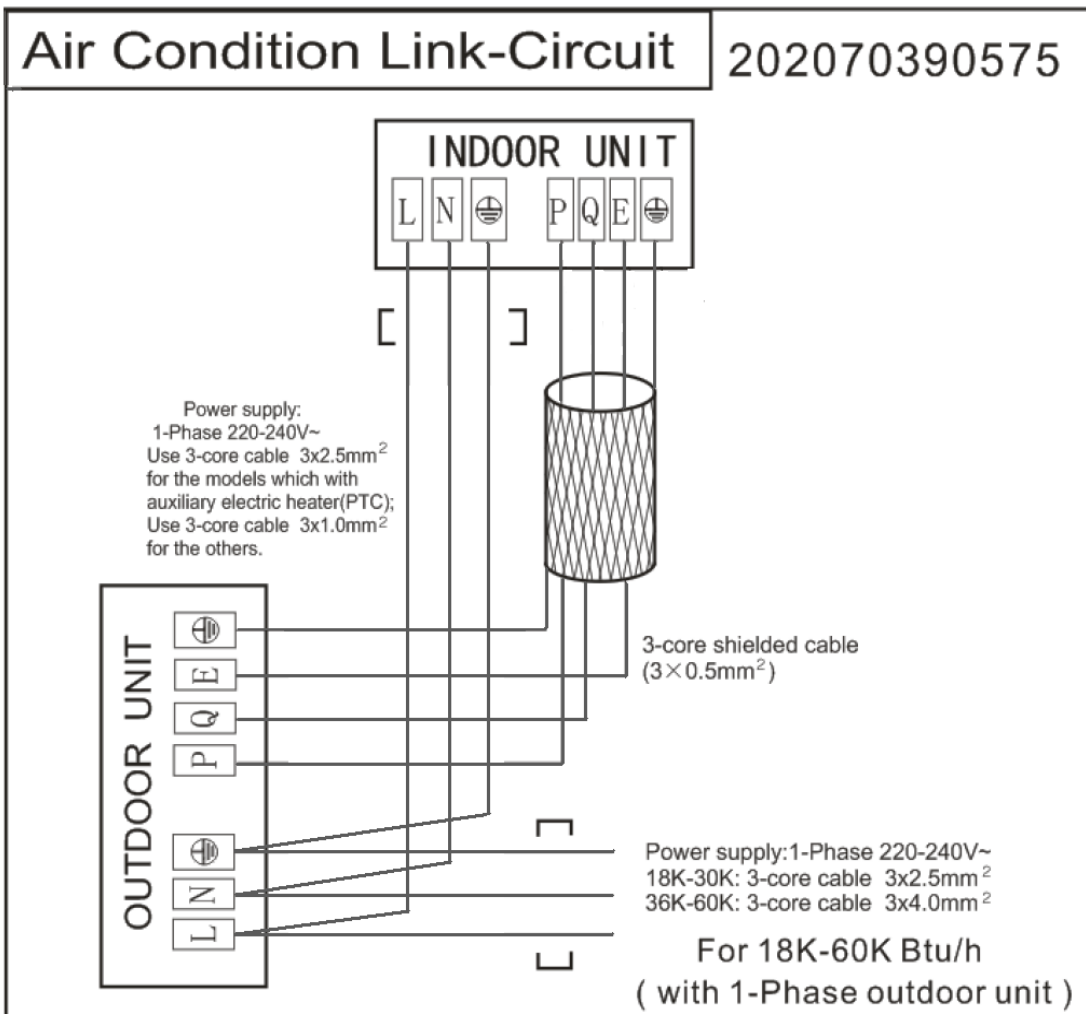 Air Condition Link-Circuit
202070390575
INDOOR UNIT
L N P Q E
Power supply:
1-Phase 220-240V~
Use 3-core cable 3x2.5mm²
for the models which with
auxiliary electric heater(PTC);
Use 3-core cable 3x1.0mm²
for the others.
OUTDOOR UNIT
E
Q
P
N
L
3-core shielded cable
(3×0.5mm²)
Power supply:1-Phase 220-240V~
18K-30K: 3-core cable 3x2.5mm²
36K-60K: 3-core cable 3x4.0mm²
For 18K-60K Btu/h
( with 1-Phase outdoor unit )